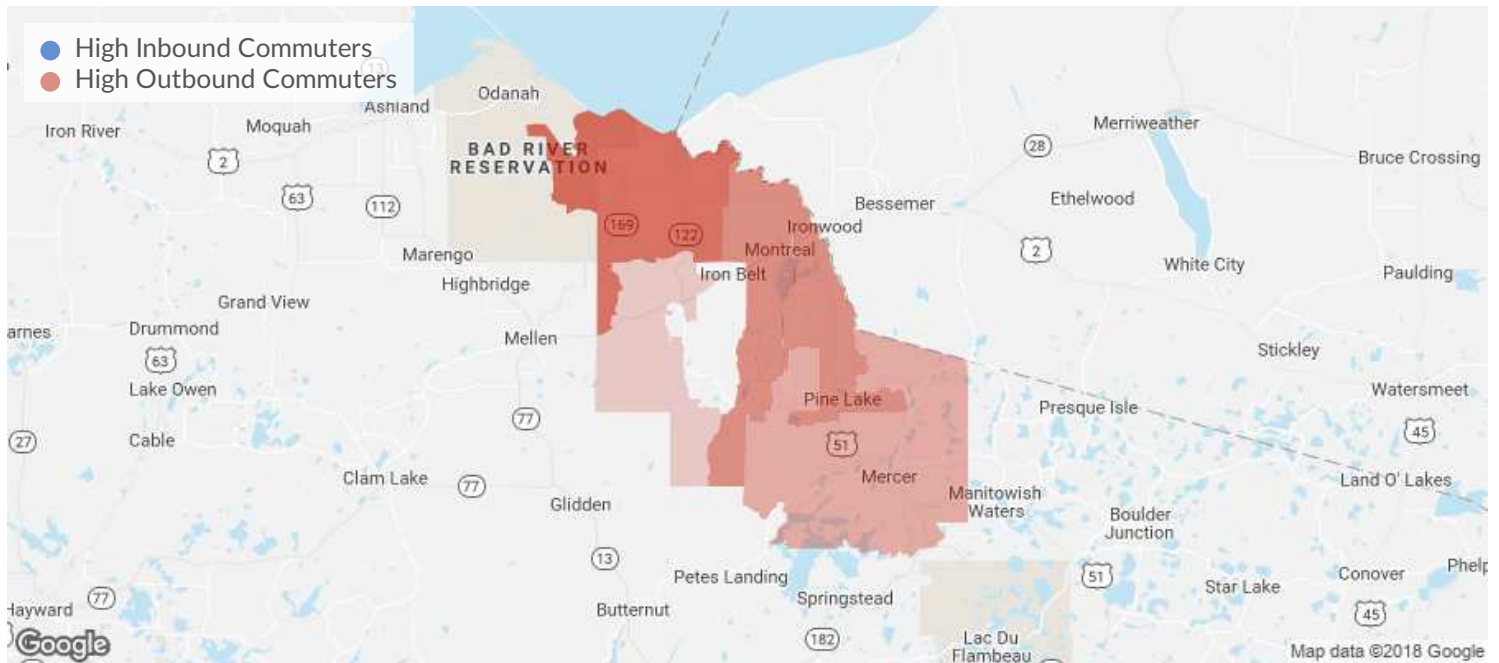 High Inbound Commuters
High Outbound Commuters
13
Ashland
Odanah
Iron River
Moquah
2
BAD RIVER
RESERVATION
Merriweather
28
Bruce Crossing
63
112
Bessemer
Ethelwood
169
122
Ironwood
Montreal
2
Marengo
Iron Belt
White City
Paulding
Highbridge
Grand View
arnes
Drummond
Mellen
63
Stickley
Lake Owen
Pine Lake
Watersmeet
Presque Isle
77
27
Cable
51
45
Clam Lake
77
Mercer
Land O' Lakes
Manitowish
Waters
Glidden
Boulder
Junction
13
Petes Landing
51
Conover
Phelp
Star Lake
Hayward
77
Butternut
Springstead
45
182
Lac Du
Flambeau
Google
Map data ©2018 Google